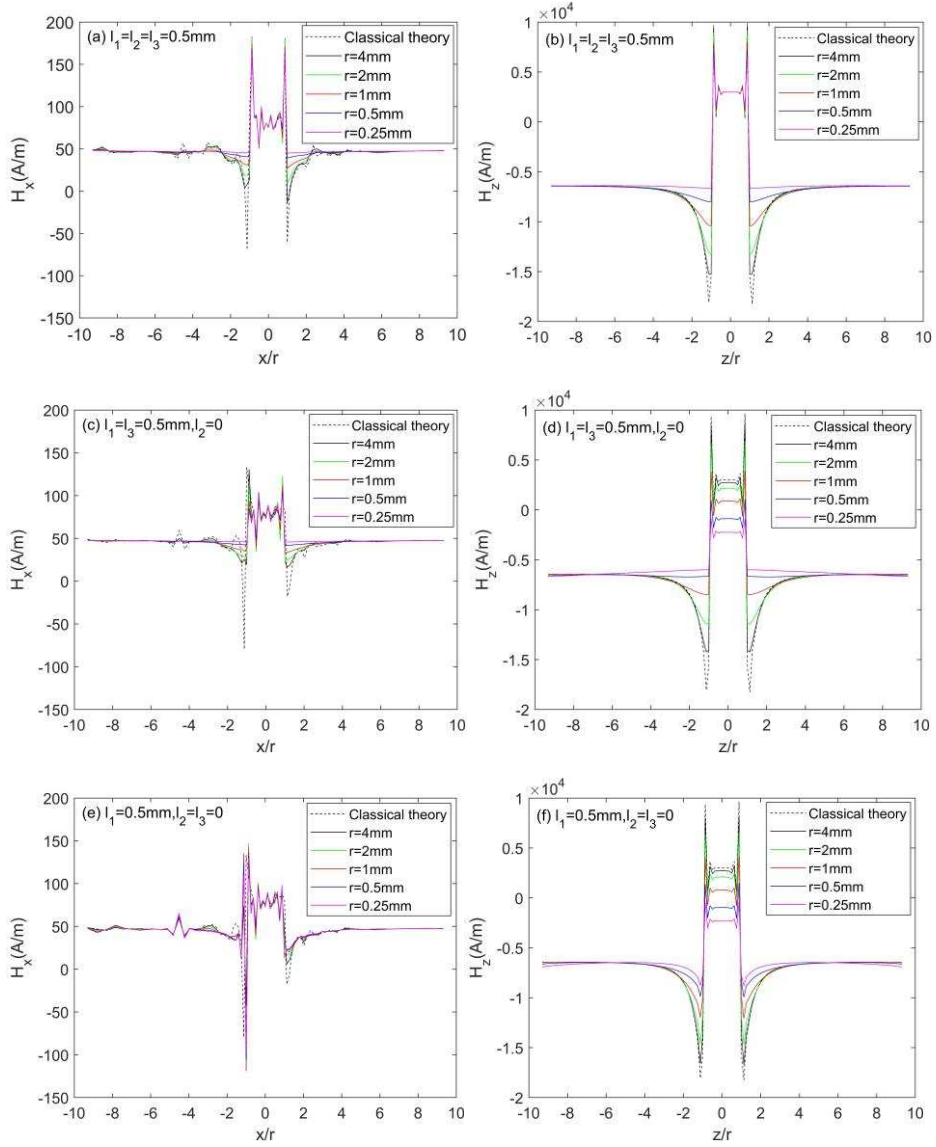 (a) l₁=l₂=l₃=0.5mm
Classical theory
r=4mm
r=2mm
r=1mm
r=0.5mm
r=0.25mm
200
150
100
50
0
50
-100
-150
Hₓ(A/m)
-10 -8 -6 -4 -2 0 2 4 6 8 10
x/r
×10⁴
(b) l₁=l₂=l₃=0.5mm
Classical theory
r=4mm
r=2mm
r=1mm
r=0.5mm
r=0.25mm
1
0.5
0
-0.5
-1
-1.5
-2
H_z(A/m)
-10 -8 -6 -4 -2 0 2 4 6 8 10
z/r
(c) l₁=l₃=0.5mm,l₂=0
Classical theory
r=4mm
r=2mm
r=1mm
r=0.5mm
r=0.25mm
200
150
100
50
0
50
-100
150
Hₓ(A/m)
-10 -8 -6 -4 -2 0 2 4 6 8 10
x/r
×10⁴
(d) l₁=l₃=0.5mm,l₂=0
Classical theory
r=4mm
r=2mm
r=1mm
r=0.5mm
r=0.25mm
1
0.5
0
-0.5
-1
-1.5
-2
H_z(A/m)
-10 -8 -6 -4 -2 0 2 4 6 8 10
z/r
(e) l₁=0.5mm,l₂=l₃=0
Classical theory
r=4mm
r=2mm
r=1mm
r=0.5mm
r=0.25mm
200
150
100
50
0
50
-100
150
Hₓ(A/m)
-10 -8 -6 -4 -2 0 2 4 6 8 10
x/r
×10⁴
(f) l₁=0.5mm,l₂=l₃=0
Classical theory
r=4mm
r=2mm
r=1mm
r=0.5mm
r=0.25mm
1
0.5
0
-0.5
-1
-1.5
-2
H_z(A/m)
-10 -8 -6 -4 -2 0 2 4 6 8 10
z/r